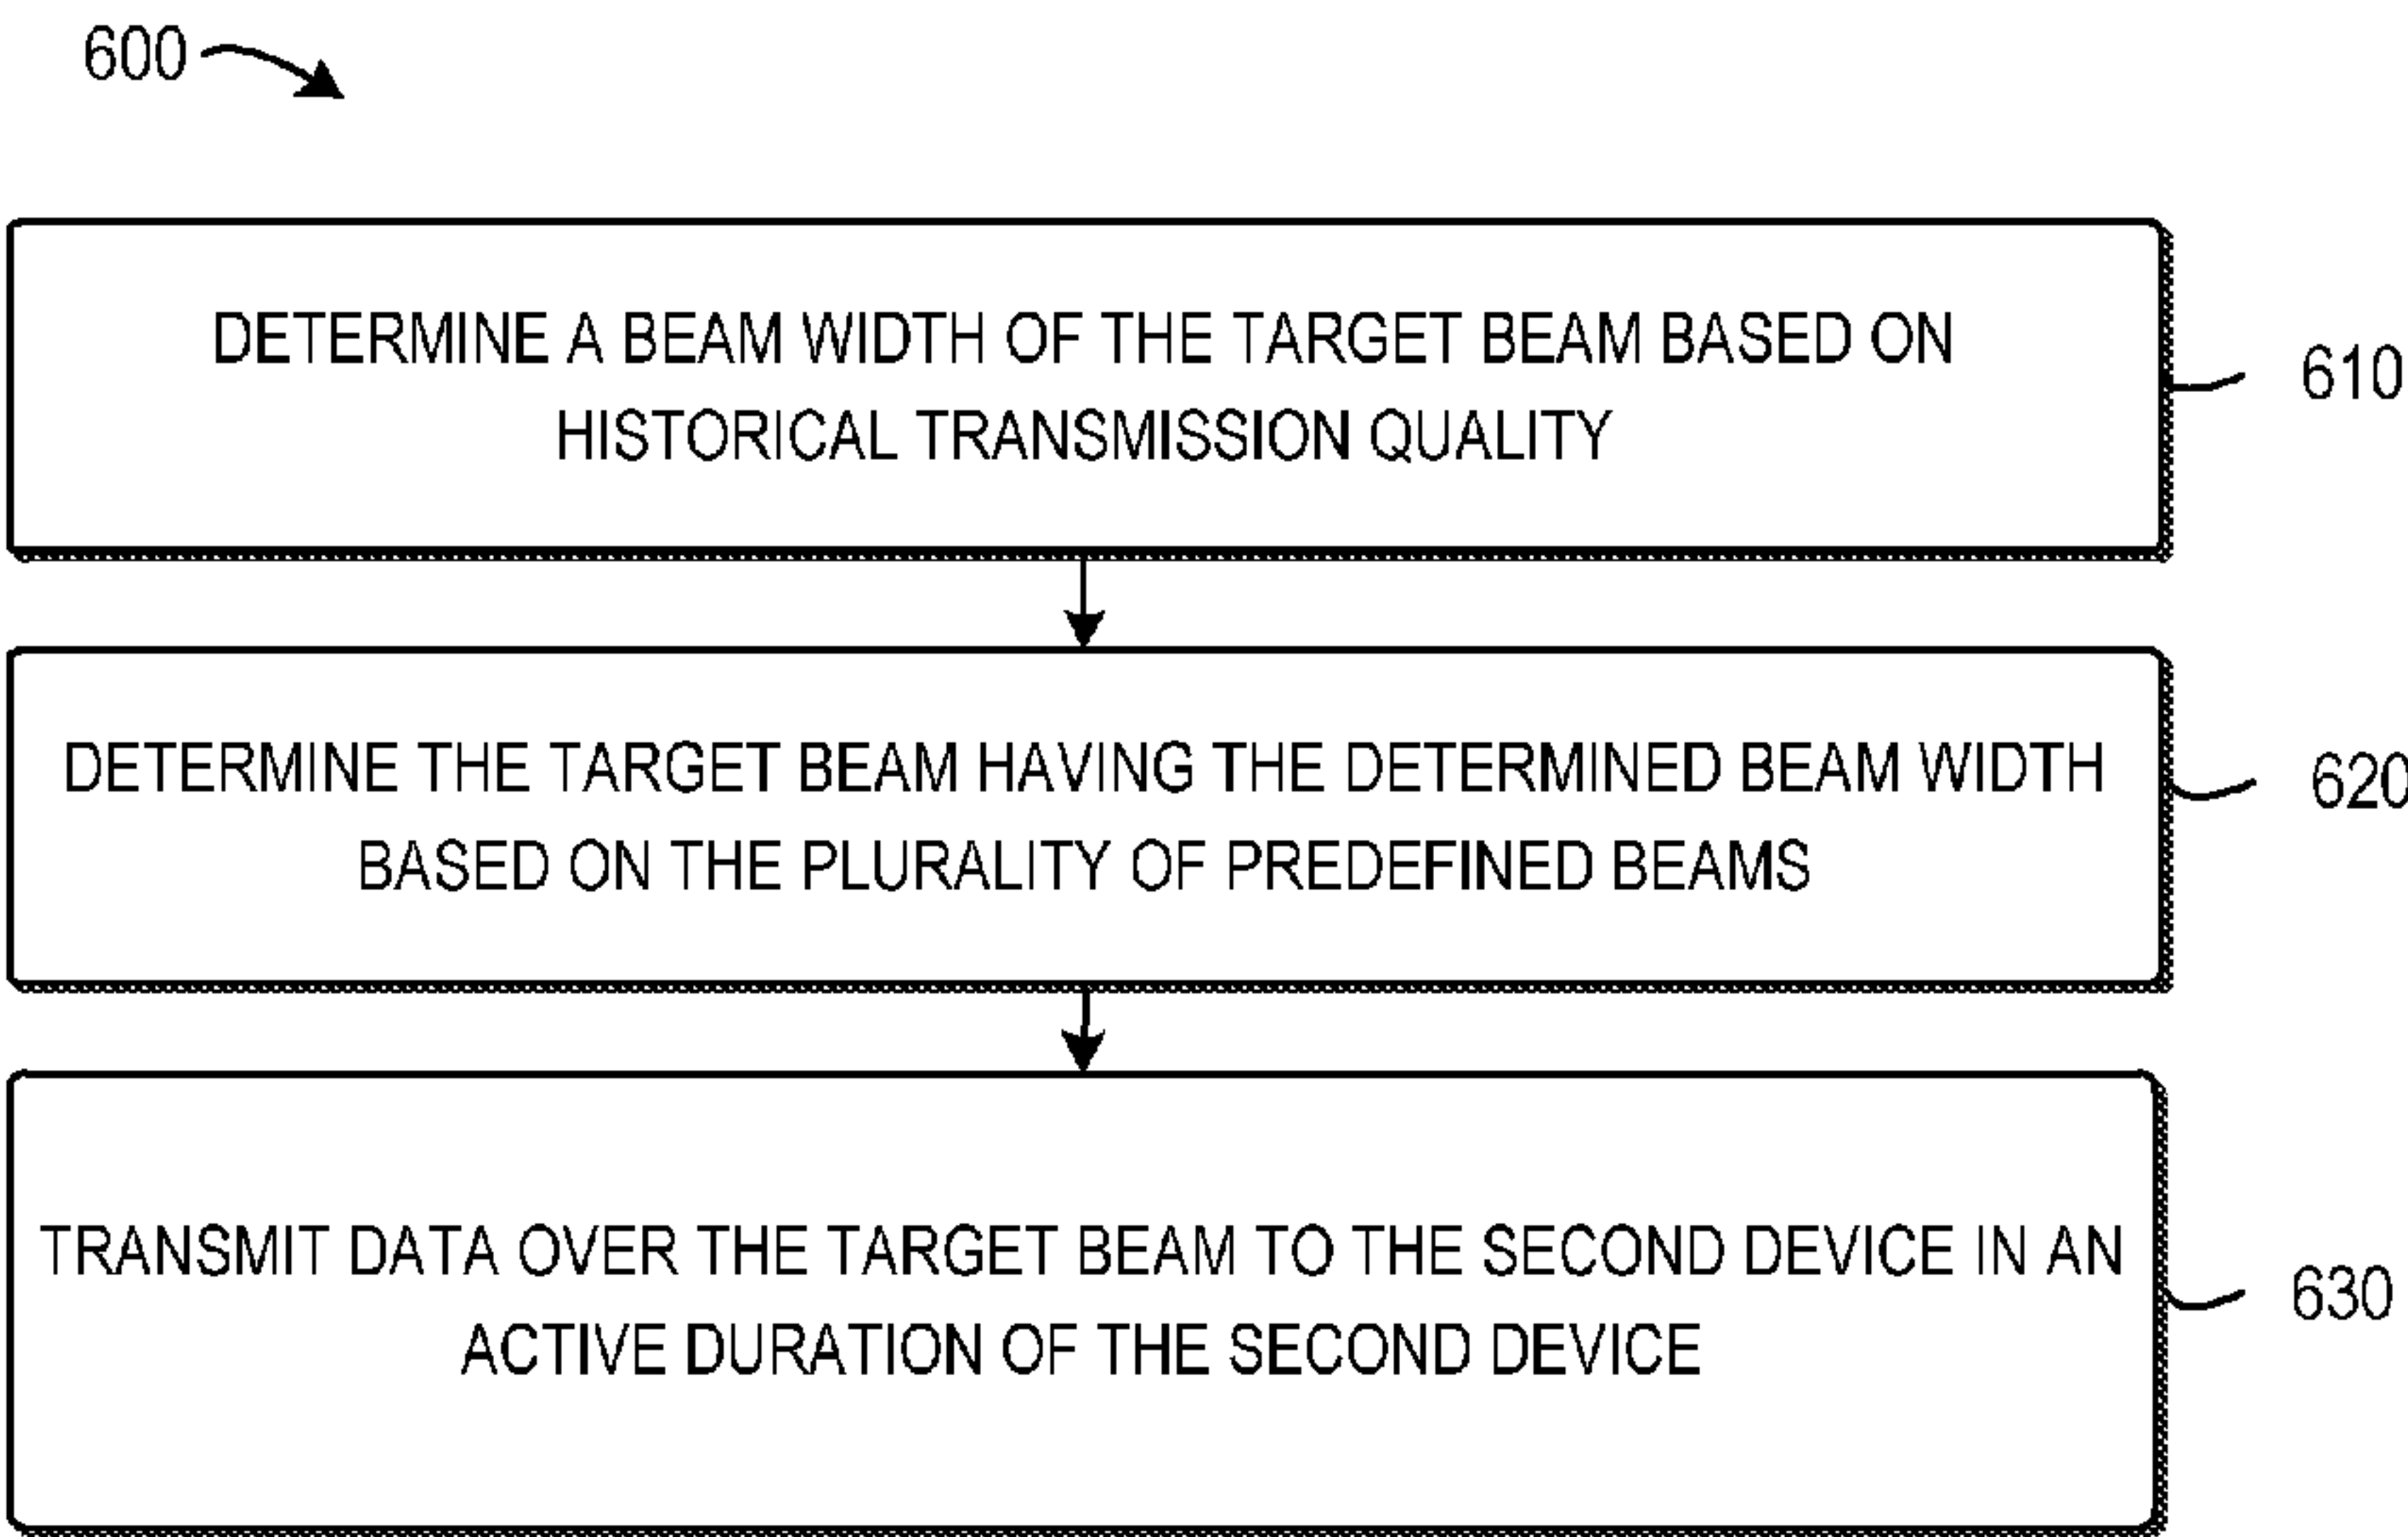 600
DETERMINE A BEAM WIDTH OF THE TARGET BEAM BASED ON
HISTORICAL TRANSMISSION QUALITY
610
DETERMINE THE TARGET BEAM HAVING THE DETERMINED BEAM WIDTH
BASED ON THE PLURALITY OF PREDEFINED BEAMS
620
TRANSMIT DATA OVER THE TARGET BEAM TO THE SECOND DEVICE IN AN
ACTIVE DURATION OF THE SECOND DEVICE
630